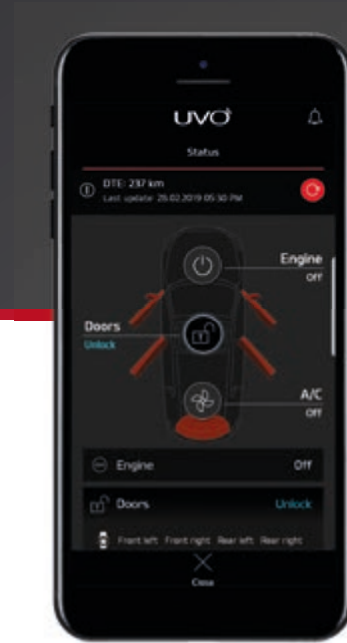 UVO
Status
DTE: 237 km
Last update 26.02.2019 05:30 PM
Engine
Off
Doors
Unlock
A/C
Off
Engine Off
Doors Unlock
Front left Front right Rear left Rear right
Close